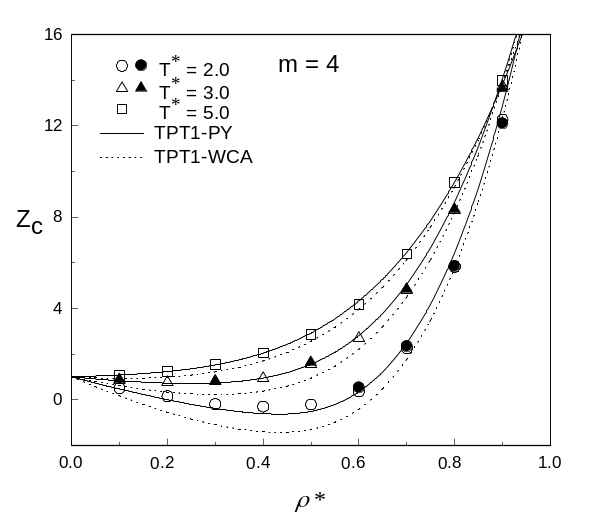 16
T* = 2.0
m = 4
T* = 3.0
T* = 5.0
12
TPT1-PY
TPT1-WCA
Zc
8
4
0
0.0 0.2 0.4 0.6 0.8 1.0
ρ*